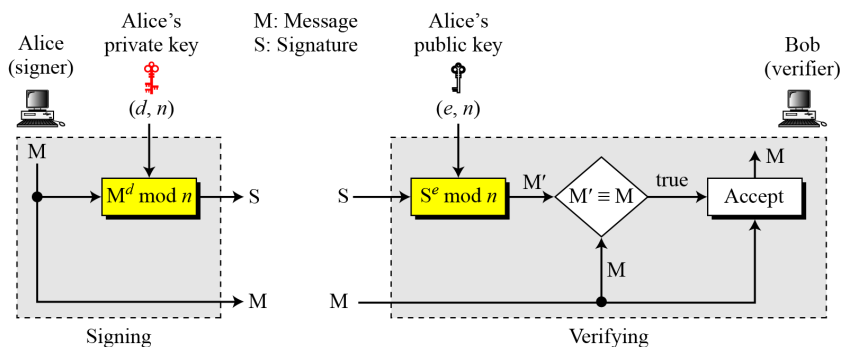 Alice
(signer)
Alice’s
private key
(d, n)
M: Message
S: Signature
Alice’s
public key
(e, n)
Bob
(verifier)
M
M^d mod n
S
M
Signing
S
S^e mod n
M′
M′ ≡ M
true
Accept
M
M
M
Verifying